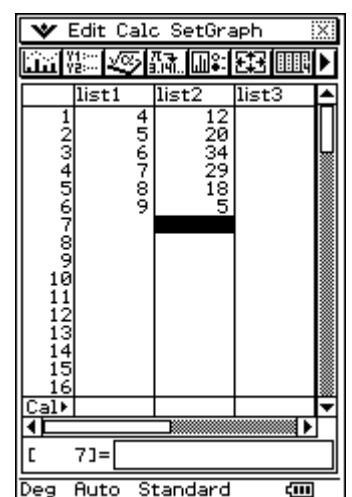 Edit Calc SetGraph
list1 list2 list3
1 4 12
2 5 20
3 6 34
4 7 29
5 8 18
6 9 5
7
8
9
10
11
12
13
14
15
16
Cal▶
[ 7]=
Deg Auto Standard